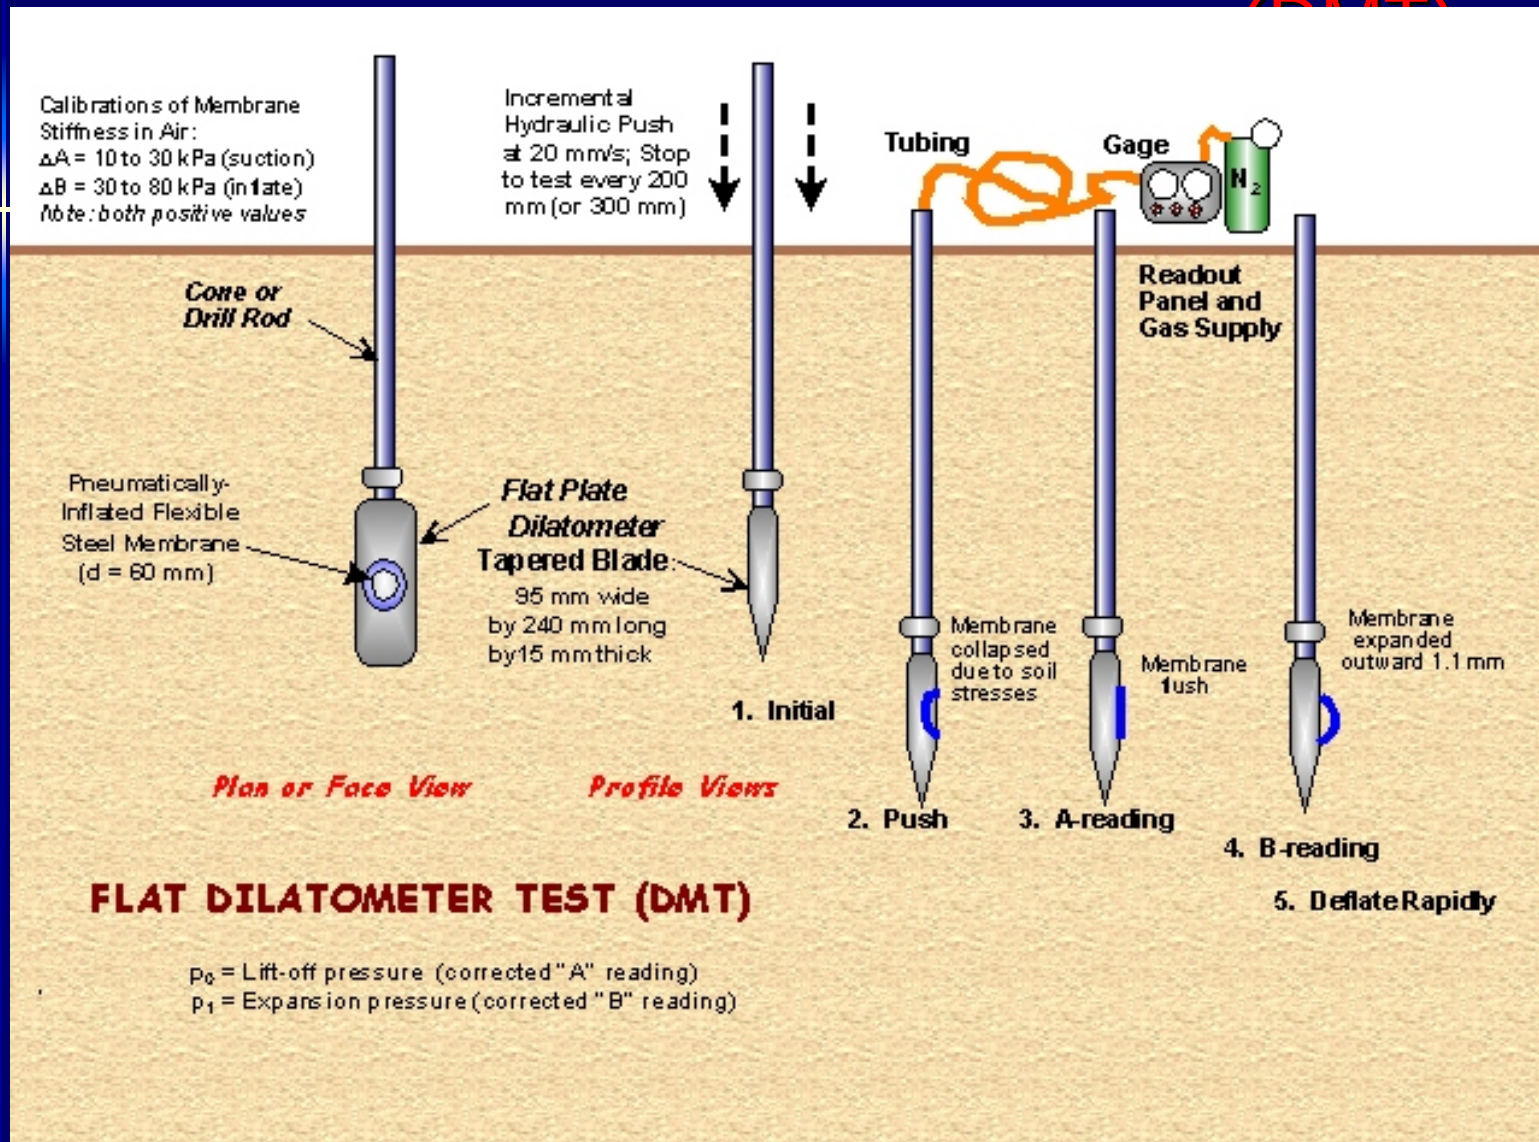 (DMT)
Calibrations of Membrane
Stiffness in Air:
ΔA = 10 to 30 kPa (suction)
ΔB = 30 to 80 kPa (inflate)
Note: both positive values
Incremental
Hydraulic Push
at 20 mm/s; Stop
to test every 200
mm (or 300 mm)
Tubing
Gage
N2
Readout
Panel and
Gas Supply
Cone or
Drill Rod
Pneumatically-
Inflated Flexible
Steel Membrane
(d = 60 mm)
Flat Plate
Dilatometer
Tapered Blade:
95 mm wide
by 240 mm long
by 15 mm thick
1. Initial
Membrane
collapsed
due to soil
stresses
2. Push
Membrane
flush
3. A-reading
Membrane
expanded
outward 1.1 mm
4. B-reading
5. Deflate Rapidly
Plan or Face View
Profile Views
FLAT DILATOMETER TEST (DMT)
p0 = Lift-off pressure (corrected "A" reading)
p1 = Expansion pressure (corrected "B" reading)